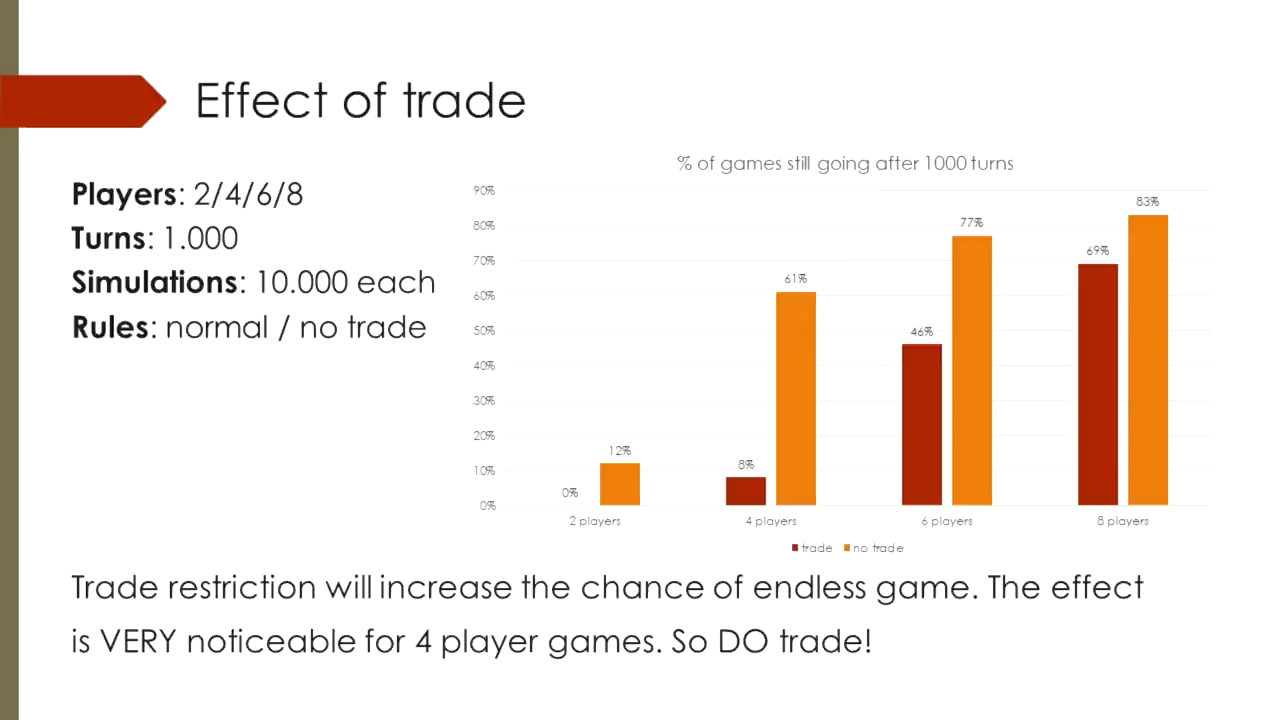 Effect of trade
Players: 2/4/6/8
Turns: 1.000
Simulations: 10.000 each
Rules: normal / no trade
% of games still going after 1000 turns
90%
80%
70%
60%
50%
40%
30%
20%
10%
0%
0%
12%
8%
61%
46%
77%
69%
83%
2 players
4 players
6 players
8 players
trade
no trade
Trade restriction will increase the chance of endless game. The effect
is VERY noticeable for 4 player games. So DO trade!